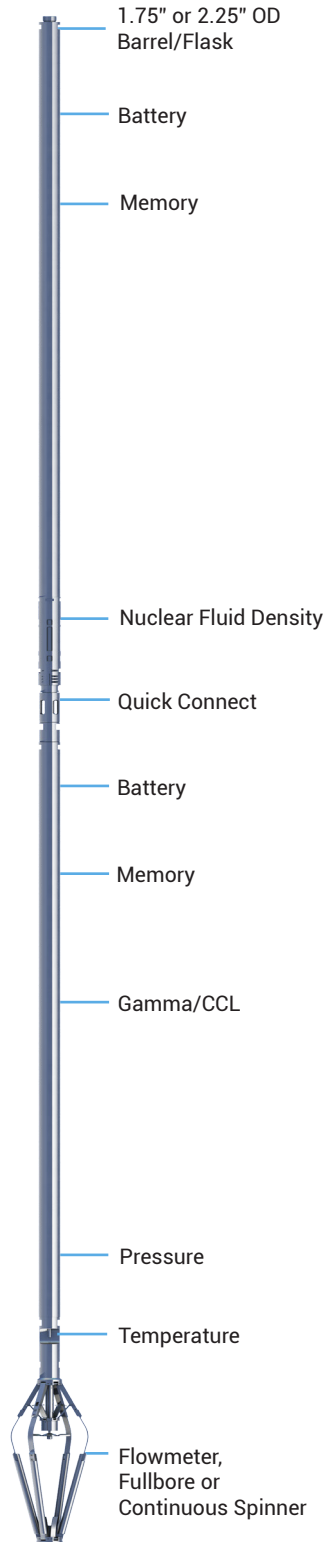 1.75” or 2.25” OD
Barrel/Flask
Battery
Memory
Nuclear Fluid Density
Quick Connect
Battery
Memory
Gamma/CCL
Pressure
Temperature
Flowmeter,
Fullbore or
Continuous Spinner